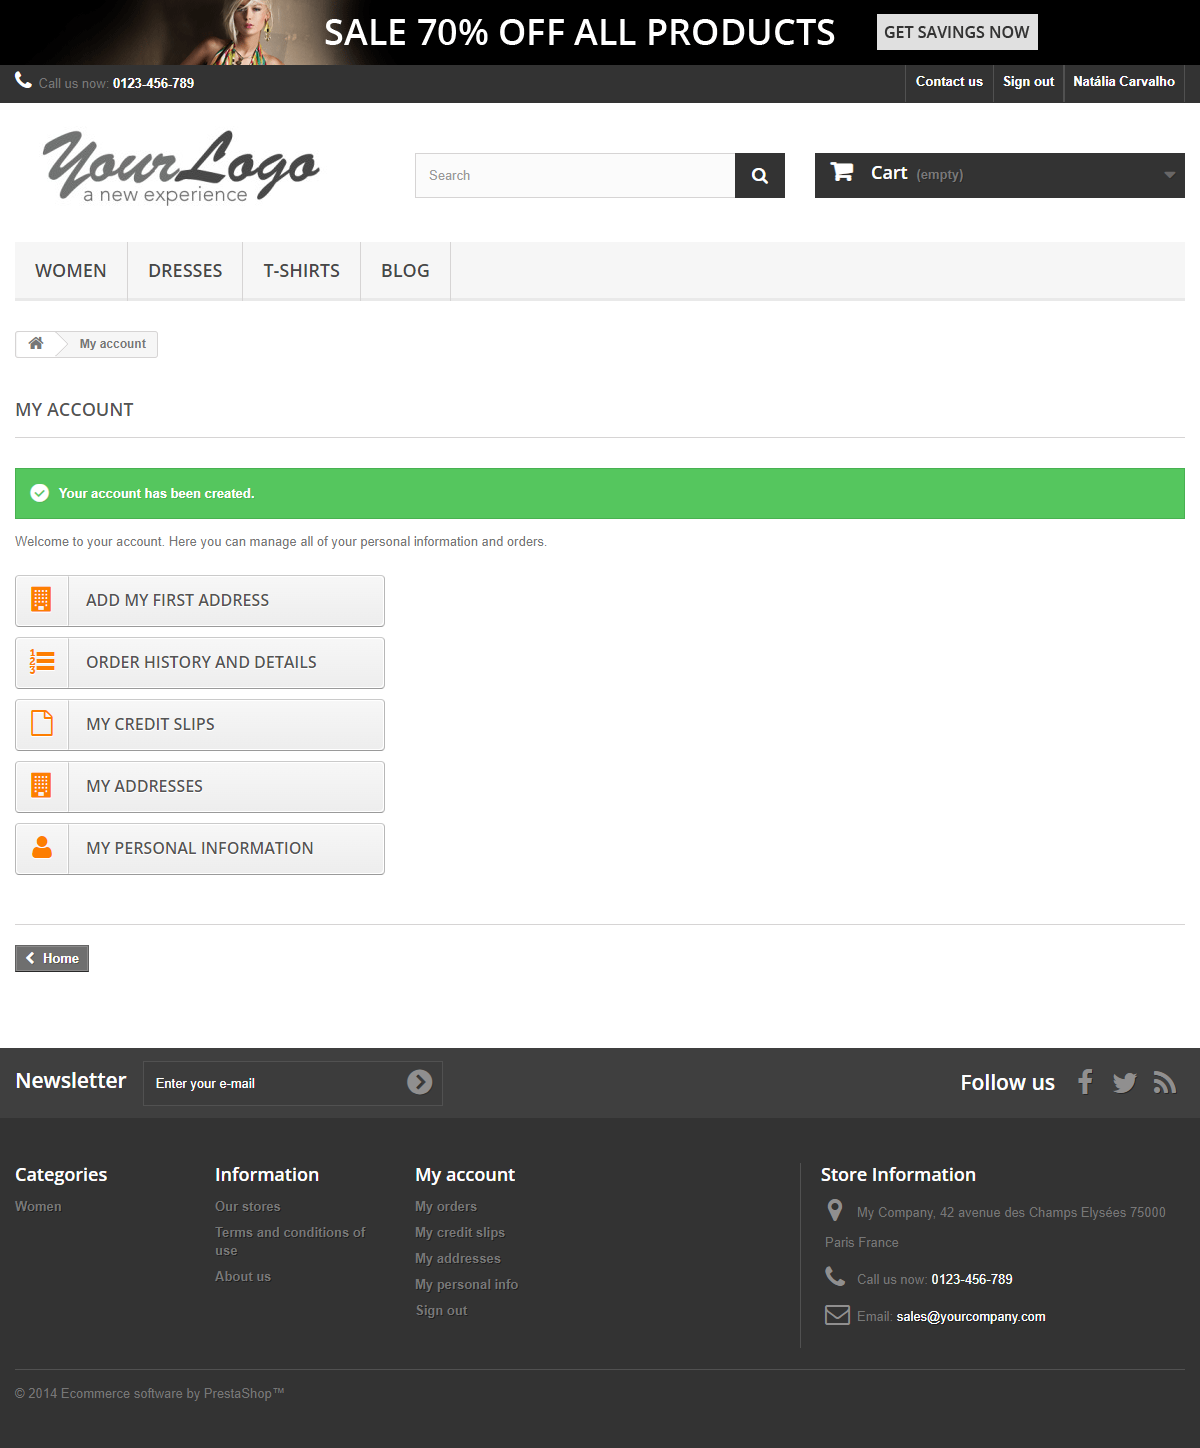 SALE 70% OFF ALL PRODUCTS GET SAVINGS NOW
Call us now: 0123-456-789 Contact us Sign out Natália Carvalho
YourLogo
a new experience
Search
Cart (empty)
WOMEN DRESSES T-SHIRTS BLOG
My account
MY ACCOUNT
Your account has been created.
Welcome to your account. Here you can manage all of your personal information and orders.
ADD MY FIRST ADDRESS
1
2
3
ORDER HISTORY AND DETAILS
MY CREDIT SLIPS
MY ADDRESSES
MY PERSONAL INFORMATION
Home
Newsletter Enter your e-mail Follow us
Categories
Women
Information
Our stores
Terms and conditions of
use
About us
My account
My orders
My credit slips
My addresses
My personal info
Sign out
Store Information
My Company, 42 avenue des Champs Elysées 75000
Paris France
Call us now: 0123-456-789
Email: sales@yourcompany.com
© 2014 Ecommerce software by PrestaShop™